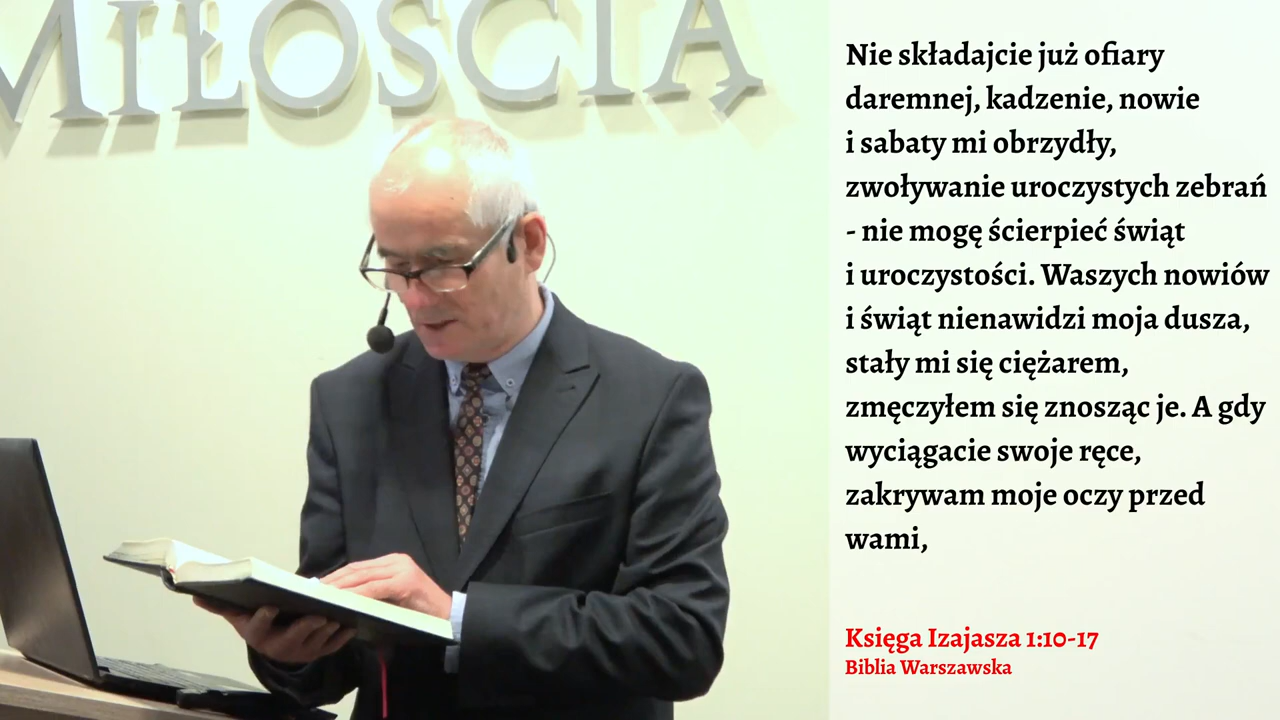 MIŁOŚCIĄ
Nie składajcie już ofiary
daremnej, kadzenie, nowie
i sabaty mi obrzydły,
zwoływanie uroczystych zebrań
- nie mogę ścierpieć świąt
i uroczystości. Waszych nowiów
i świąt nienawidzi moja dusza,
stały mi się ciężarem,
zmęczyłem się znosząc je. A gdy
wyciągacie swoje ręce,
zakrywam moje oczy przed
wami,
Księga Izajasza 1:10-17
Biblia Warszawska